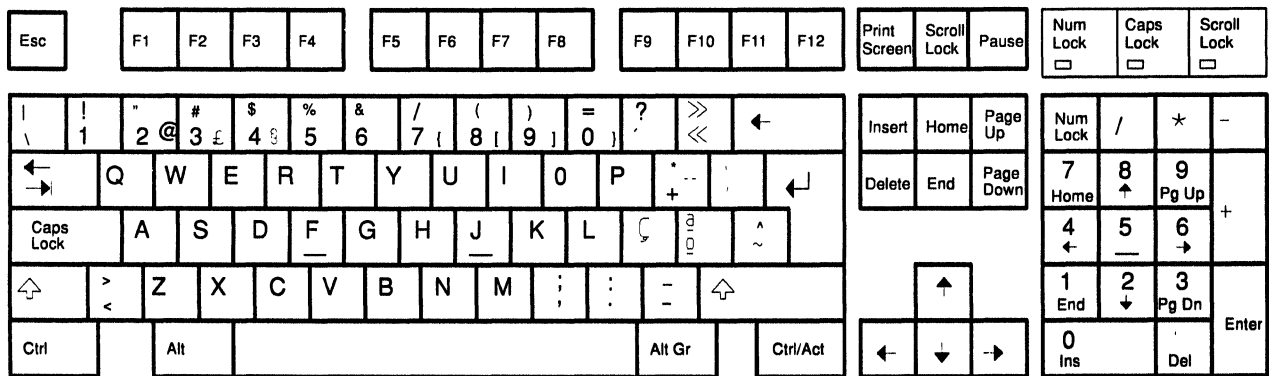 Esc F1 F2 F3 F4 F5 F6 F7 F8 F9 F10 F11 F12 Print Screen Scroll Lock Pause Num Lock Caps Lock Scroll Lock
| ! " # $ % & / ( ) = ? ≫
\ 1 2 @ 3 £ 4 § 5 6 7 { 8 [ 9 ] 0 } ' ≪ ← Insert Home Page Up Num Lock / * -
Q W E R T Y U I 0 P * + ¨ ` ´ ↵ Delete End Page Down 7 Home 8 ↑ 9 Pg Up +
Caps Lock A S D F G H J K L Ç ª º ^ ~ 4 ← 5 6 →
> < Z X C V B N M ; , : . _ - ↑ 1 End 2 ↓ 3 Pg Dn Enter
Ctrl Alt Alt Gr Ctrl/Act ← ↓ → 0 Ins . Del